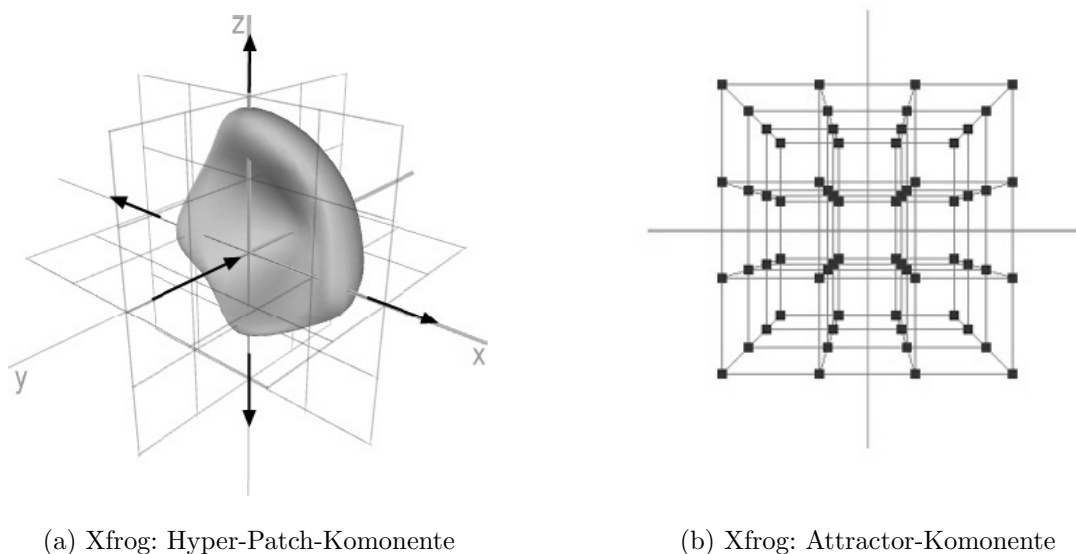 z
x
y
(a) Xfrog: Hyper-Patch-Komonente
(b) Xfrog: Attractor-Komonente